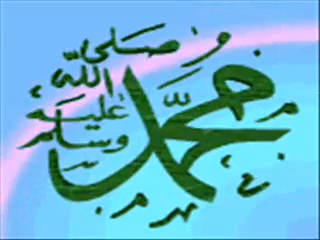 محمد
صلى
الله
عليه
وسلم